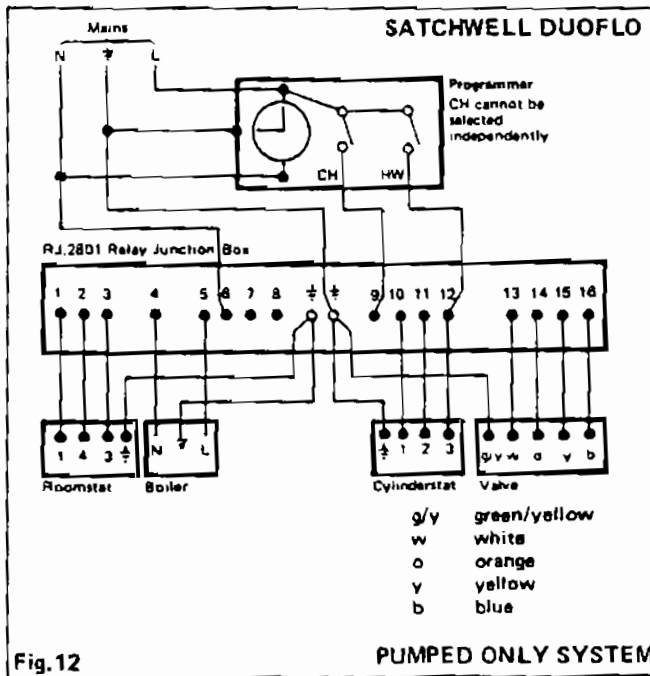 SATCHWELL DUOFLO
Mains
N ⏚ L
Programmer
CH cannot be
selected
independently
CH HW
RJ.2801 Relay Junction Box
1 2 3 4 5 6 7 8 ⏚ ⏚ 9 10 11 12 13 14 15 16
1 4 3 ⏚
N ⏚ L
⏚ 1 2 3
g/y w o y b
Roomstat
Boiler
Cylinderstat
Valve
g/y green/yellow
w white
o orange
y yellow
b blue
Fig.12
PUMPED ONLY SYSTEM